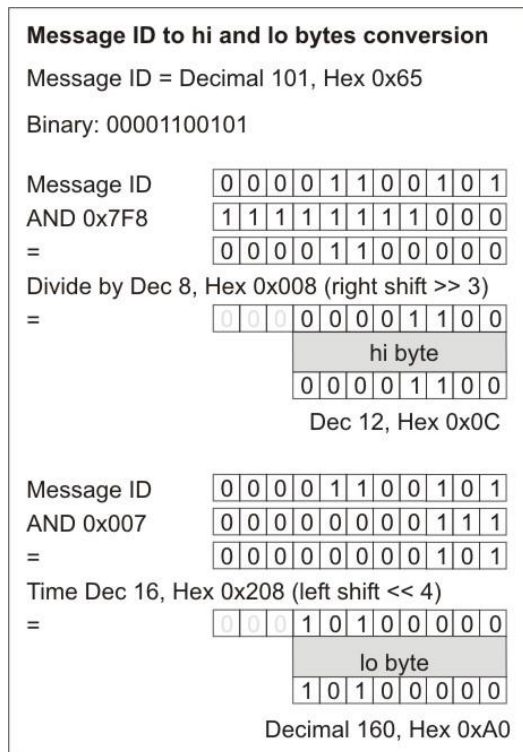 Message ID to hi and lo bytes conversion
Message ID = Decimal 101, Hex 0x65
Binary: 00001100101
Message ID 0 0 0 0 1 1 0 0 1 0 1
AND 0x7F8 1 1 1 1 1 1 1 1 0 0 0
= 0 0 0 0 1 1 0 0 0 0 0
Divide by Dec 8, Hex 0x008 (right shift >> 3)
= 0 0 0 0 0 0 0 1 1 0 0
hi byte
0 0 0 0 1 1 0 0
Dec 12, Hex 0x0C
Message ID 0 0 0 0 1 1 0 0 1 0 1
AND 0x007 0 0 0 0 0 0 0 0 1 1 1
= 0 0 0 0 0 0 0 0 1 0 1
Time Dec 16, Hex 0x208 (left shift << 4)
= 0 0 0 1 0 1 0 0 0 0 0
lo byte
1 0 1 0 0 0 0 0
Decimal 160, Hex 0xA0